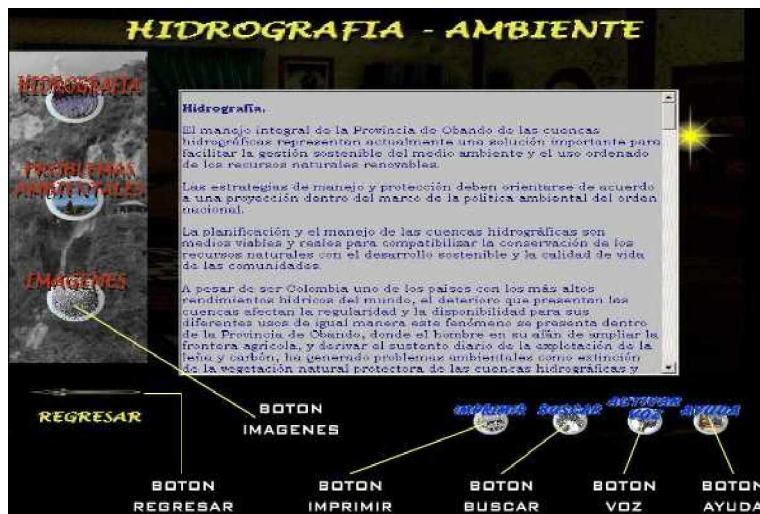 HIDROGRAFIA - AMBIENTE
HIDROGRAFIA
PROBLEMAS
AMBIENTALES
IMAGENES
Hidrografía.
El manejo integral de la Provincia de Obando de las cuencas
hidrográficas representan actualmente una solución importante para
facilitar la gestión sostenible del medio ambiente y el uso ordenado
de los recursos naturales renovables.
Las estrategias de manejo y protección deben orientarse de acuerdo
a una proyección dentro del marco de la política ambiental del orden
nacional.
La planificación y el manejo de las cuencas hidrográficas son
medios viables y reales para compatibilizar la conservación de los
recursos naturales con el desarrollo sostenible y la calidad de vida
de las comunidades.
A pesar de ser Colombia uno de los países con los más altos
rendimientos hídricos del mundo, el deterioro que presentan las
cuencas afectan la regularidad y la disponibilidad para sus
diferentes usos de igual manera este fenómeno se presenta dentro
de la Provincia de Obando, donde el hombre en su afán de ampliar la
frontera agrícola, y derivar el sustento diario de la explotación de la
leña y carbón, ha generado problemas ambientales como extinción
de la vegetación natural protectora de las cuencas hidrográficas y
REGRESAR
BOTON
IMAGENES
IMPRIMIR
BUSCAR
ACTIVAR
VOZ
AYUDA
BOTON
REGRESAR
BOTON
IMPRIMIR
BOTON
BUSCAR
BOTON
VOZ
BOTON
AYUDA